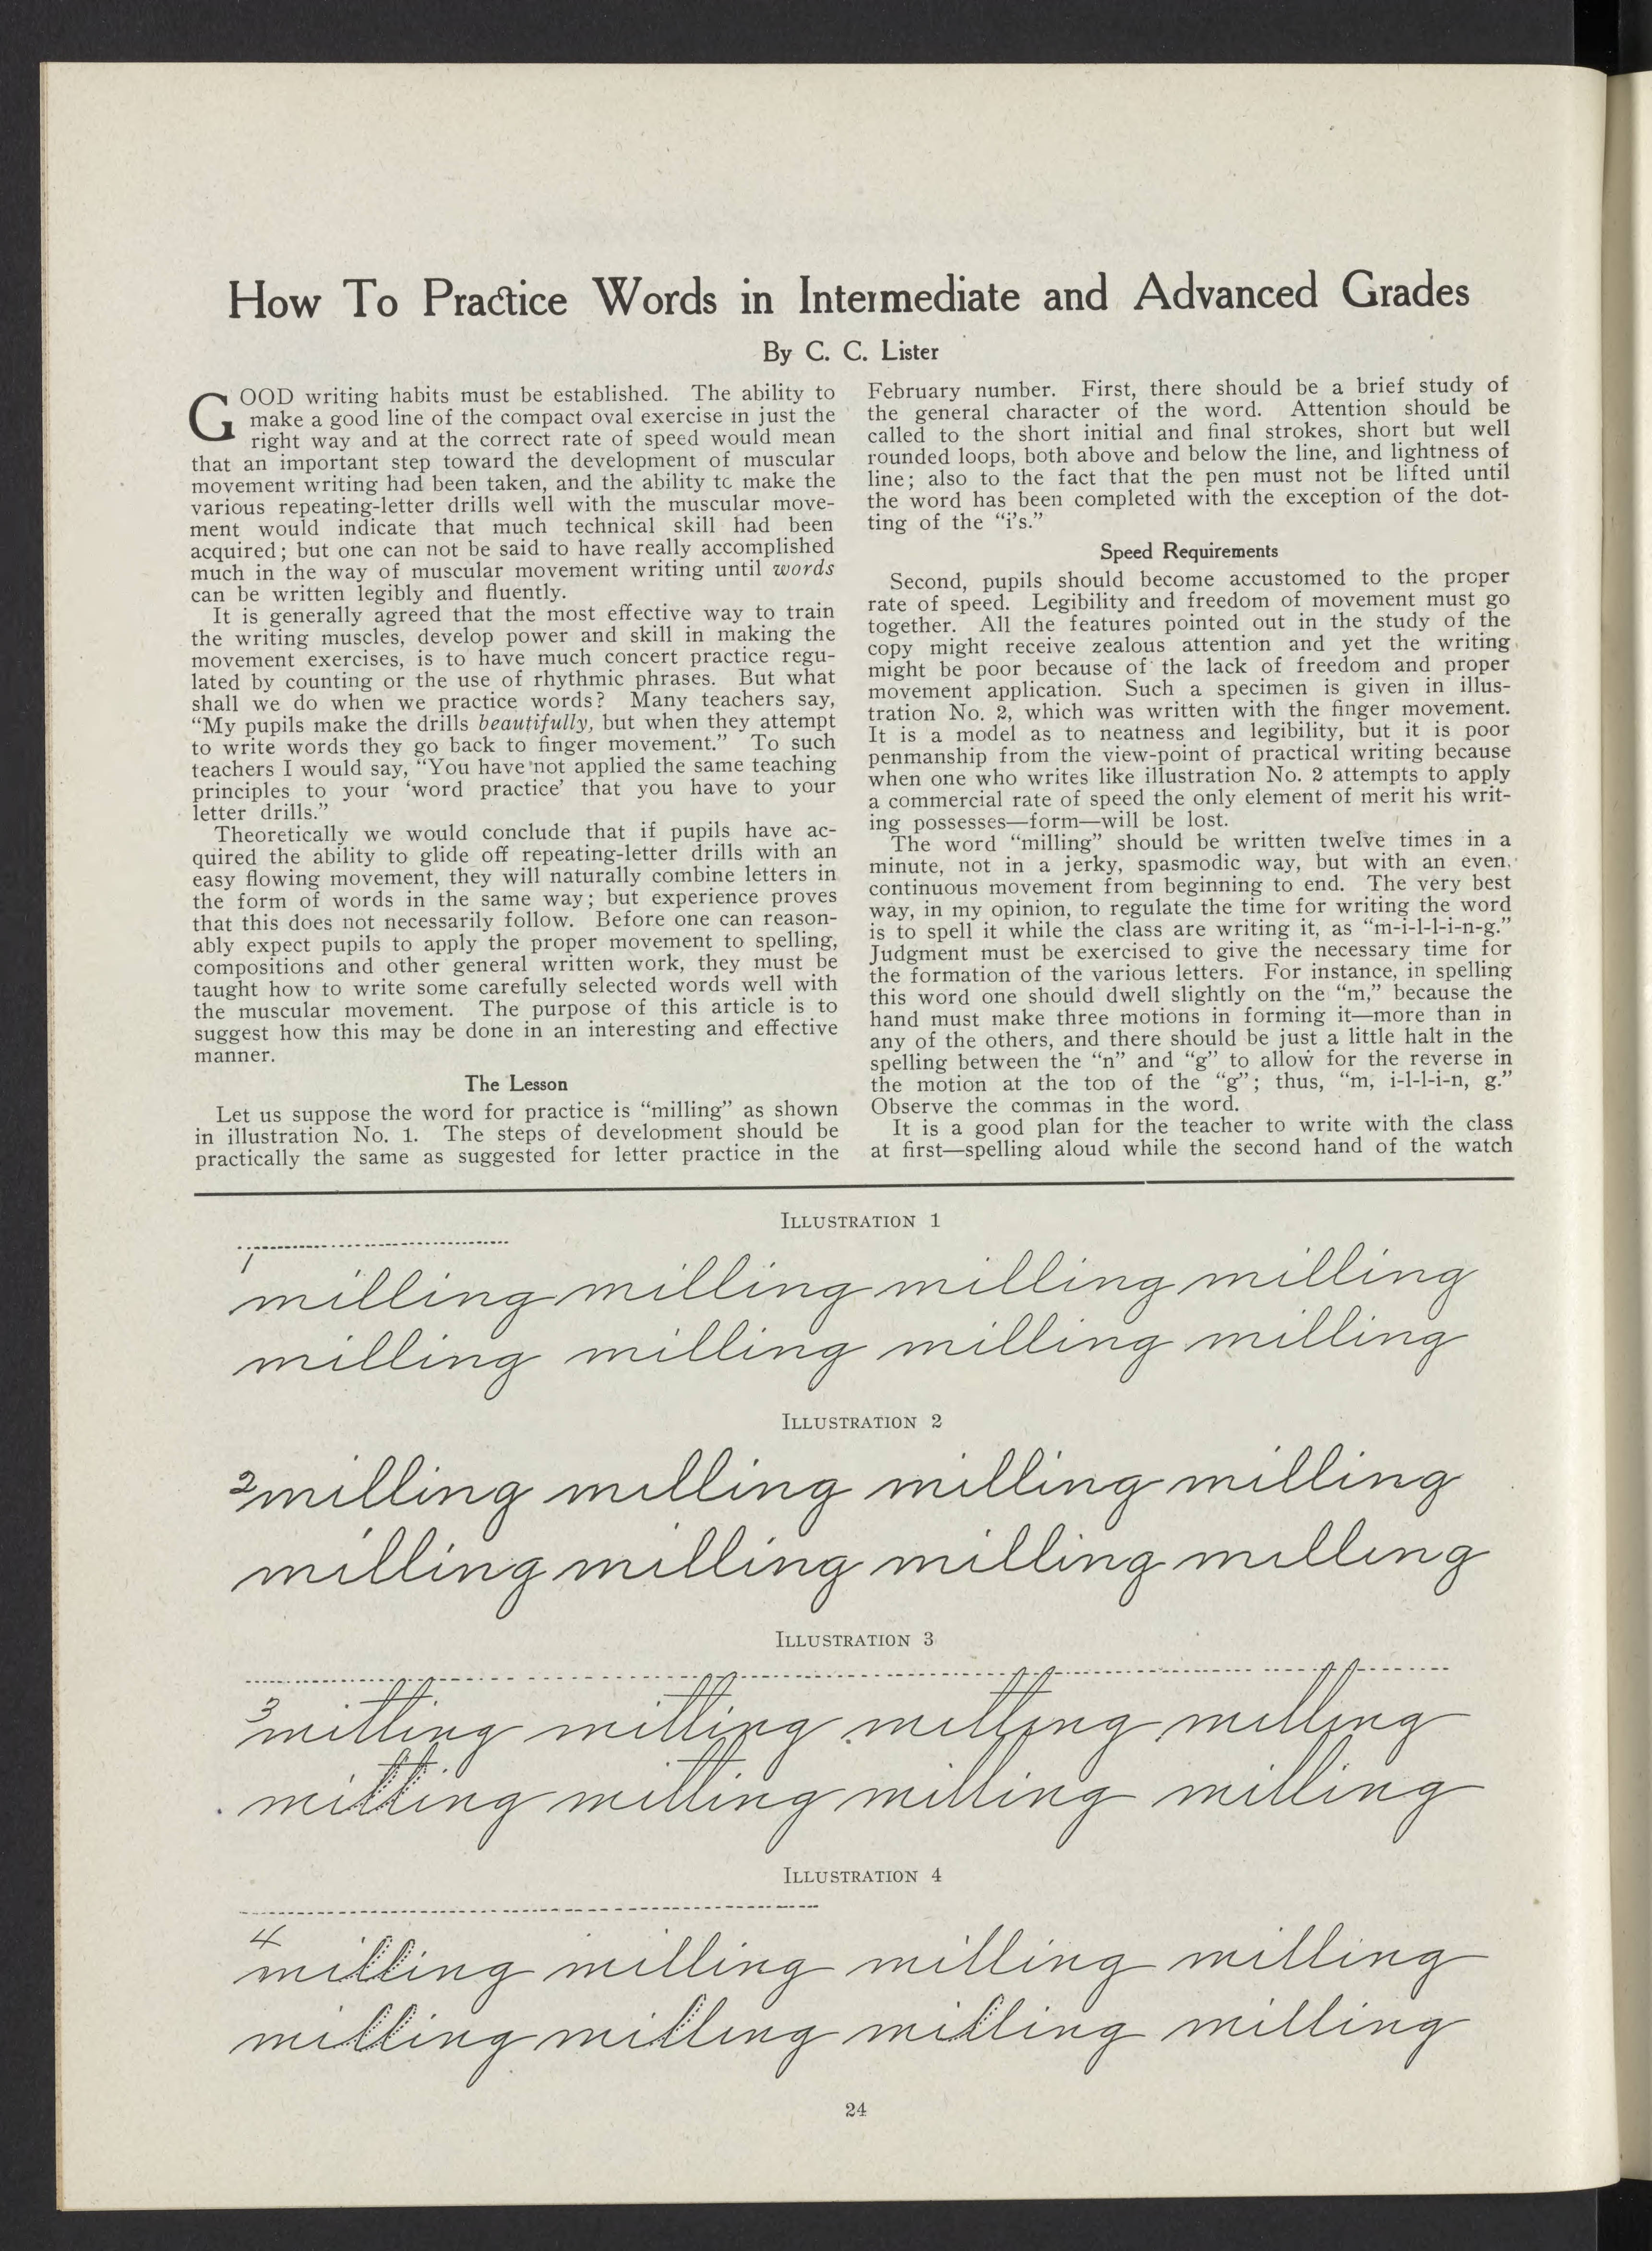 How To Practice Words in Intermediate and Advanced Grades
By C. C. Lister
GOOD writing habits must be established. The ability to
make a good line of the compact oval exercise in just the
right way and at the correct rate of speed would mean
that an important step toward the development of muscular
movement writing had been taken, and the ability tc make the
various repeating-letter drills well with the muscular move-
ment would indicate that much technical skill had been
acquired; but one can not be said to have really accomplished
much in the way of muscular movement writing until words
can be written legibly and fluently.
It is generally agreed that the most effective way to train
the writing muscles, develop power and skill in making the
movement exercises, is to have much concert practice regu-
lated by counting or the use of rhythmic phrases. But what
shall we do when we practice words? Many teachers say,
"My pupils make the drills beautifully, but when they attempt
to write words they go back to finger movement." To such
teachers I would say, "You have not applied the same teaching
principles to your 'word practice' that you have to your
letter drills."
Theoretically we would conclude that if pupils have ac-
quired the ability to glide off repeating-letter drills with an
easy flowing movement, they will naturally combine letters in
the form of words in the same way; but experience proves
that this does not necessarily follow. Before one can reason-
ably expect pupils to apply the proper movement to spelling,
compositions and other general written work, they must be
taught how to write some carefully selected words well with
the muscular movement. The purpose of this article is to
suggest how this may be done in an interesting and effective
manner.
The Lesson
Let us suppose the word for practice is "milling" as shown
in illustration No. 1. The steps of development should be
practically the same as suggested for letter practice in the
February number. First, there should be a brief study of
the general character of the word. Attention should be
called to the short initial and final strokes, short but well
rounded loops, both above and below the line, and lightness of
line; also to the fact that the pen must not be lifted until
the word has been completed with the exception of the dot-
ting of the "i's."
Speed Requirements
Second, pupils should become accustomed to the proper
rate of speed. Legibility and freedom of movement must go
together. All the features pointed out in the study of the
copy might receive zealous attention and yet the writing
might be poor because of the lack of freedom and proper
movement application. Such a specimen is given in illus-
tration No. 2, which was written with the finger movement.
It is a model as to neatness and legibility, but it is poor
penmanship from the view-point of practical writing because
when one who writes like illustration No. 2 attempts to apply
a commercial rate of speed the only element of merit his writ-
ing possesses—form—will be lost.
The word "milling" should be written twelve times in a
minute, not in a jerky, spasmodic way, but with an even,
continuous movement from beginning to end. The very best
way, in my opinion, to regulate the time for writing the word
is to spell it while the class are writing it, as "m-i-l-l-i-n-g."
Judgment must be exercised to give the necessary time for
the formation of the various letters. For instance, in spelling
this word one should dwell slightly on the "m," because the
hand must make three motions in forming it—more than in
any of the others, and there should be just a little halt in the
spelling between the "n" and "g" to allow for the reverse in
the motion at the top of the "g"; thus, "m, i-l-l-i-n, g."
Observe the commas in the word.
It is a good plan for the teacher to write with the class
at first—spelling aloud while the second hand of the watch
ILLUSTRATION 1
1
milling milling milling milling
milling milling milling milling
ILLUSTRATION 2
2 milling milling milling milling
milling milling milling milling
ILLUSTRATION 3
3
milling milling milling milling
milling milling milling milling
ILLUSTRATION 4
4
milling milling milling milling
milling milling milling milling
24